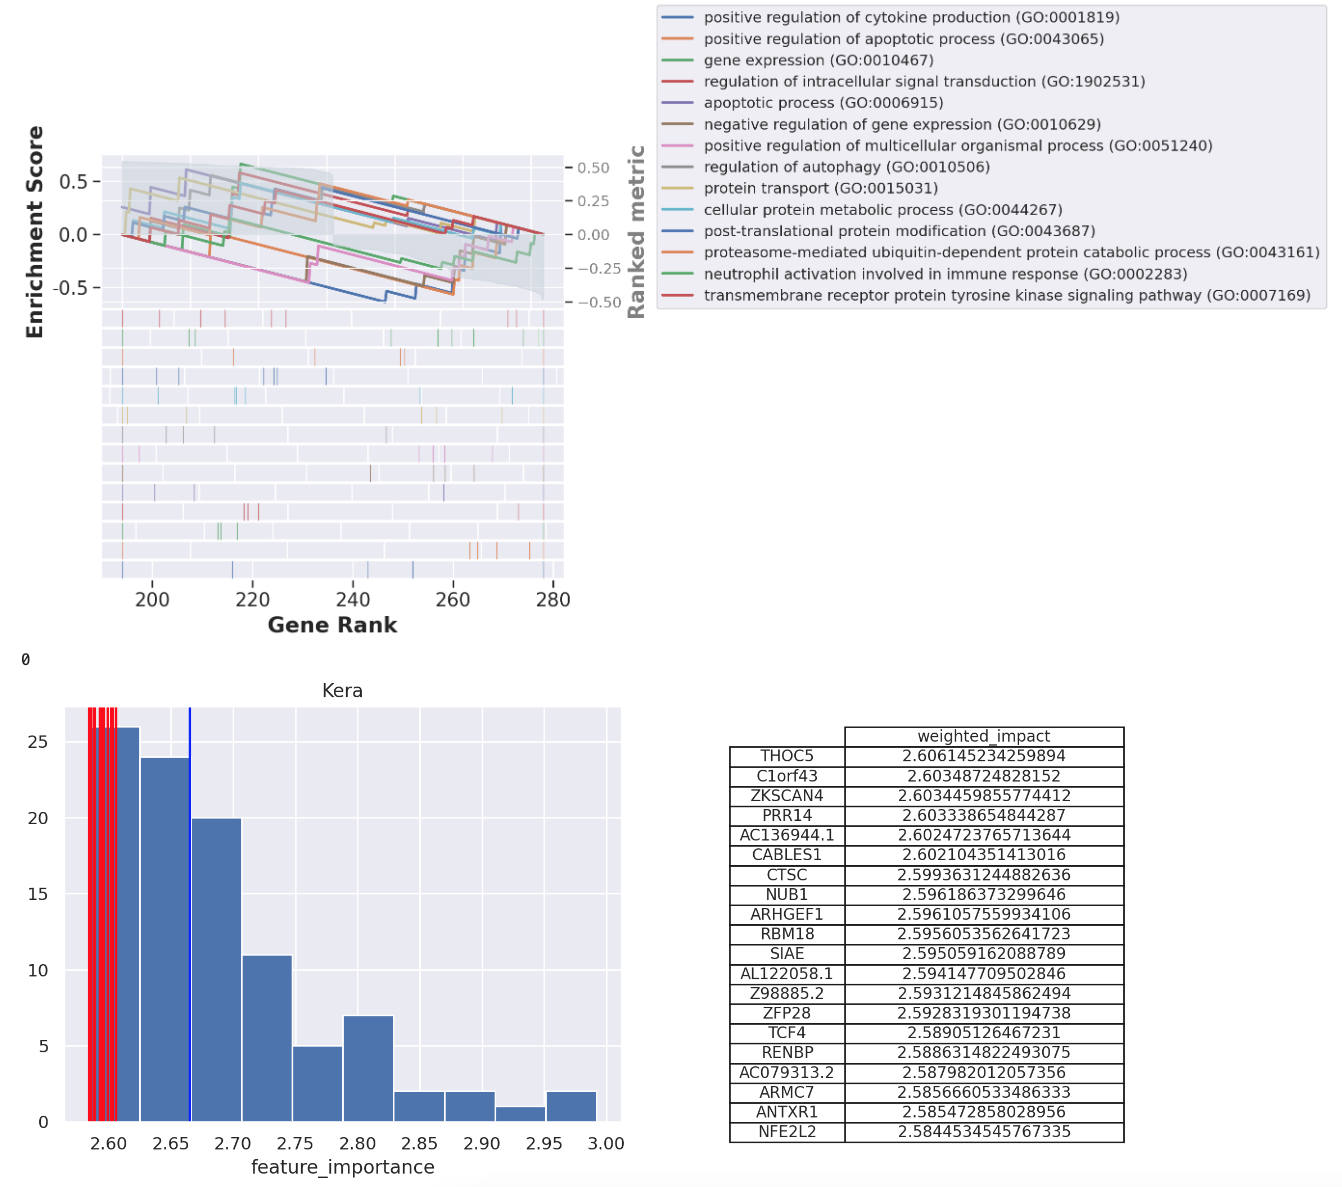 positive regulation of cytokine production (GO:0001819)
positive regulation of apoptotic process (GO:0043065)
gene expression (GO:0010467)
regulation of intracellular signal transduction (GO:1902531)
apoptotic process (GO:0006915)
negative regulation of gene expression (GO:0010629)
positive regulation of multicellular organismal process (GO:0051240)
regulation of autophagy (GO:0010506)
protein transport (GO:0015031)
cellular protein metabolic process (GO:0044267)
post-translational protein modification (GO:0043687)
proteasome-mediated ubiquitin-dependent protein catabolic process (GO:0043161)
neutrophil activation involved in immune response (GO:0002283)
transmembrane receptor protein tyrosine kinase signaling pathway (GO:0007169)
Enrichment Score
0.5
0.0
-0.5
0.50
0.25
0.00
−0.25
−0.50
Ranked metric
200 220 240 260 280
Gene Rank
0
Kera
25
20
15
10
5
0
2.60 2.65 2.70 2.75 2.80 2.85 2.90 2.95 3.00
feature_importance
weighted_impact
THOC5 2.606145234259894
C1orf43 2.60348724828152
ZKSCAN4 2.6034459855774412
PRR14 2.603338654844287
AC136944.1 2.6024723765713644
CABLES1 2.602104351413016
CTSC 2.5993631244882636
NUB1 2.596186373299646
ARHGEF1 2.5961057559934106
RBM18 2.5956053562641723
SIAE 2.595059162088789
AL122058.1 2.594147709502846
Z98885.2 2.5931214845862494
ZFP28 2.5928319301194738
TCF4 2.58905126467231
RENBP 2.5886314822493075
AC079313.2 2.587982012057356
ARMC7 2.5856660533486333
ANTXR1 2.585472858028956
NFE2L2 2.5844534545767335